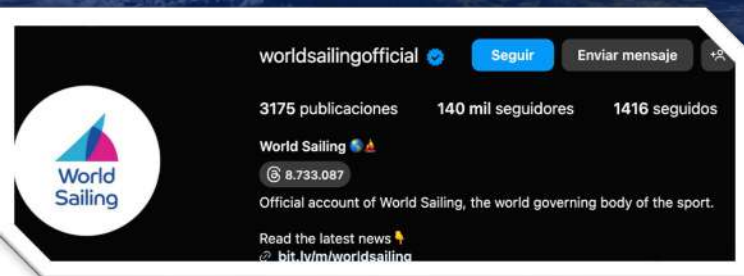 worldsailingofficial Seguir Enviar mensaje
3175 publicaciones 140 mil seguidores 1416 seguidos
World Sailing
World Sailing 🌎⛵
8.733.087
Official account of World Sailing, the world governing body of the sport.
Read the latest news👇
bit.ly/m/worldsailing